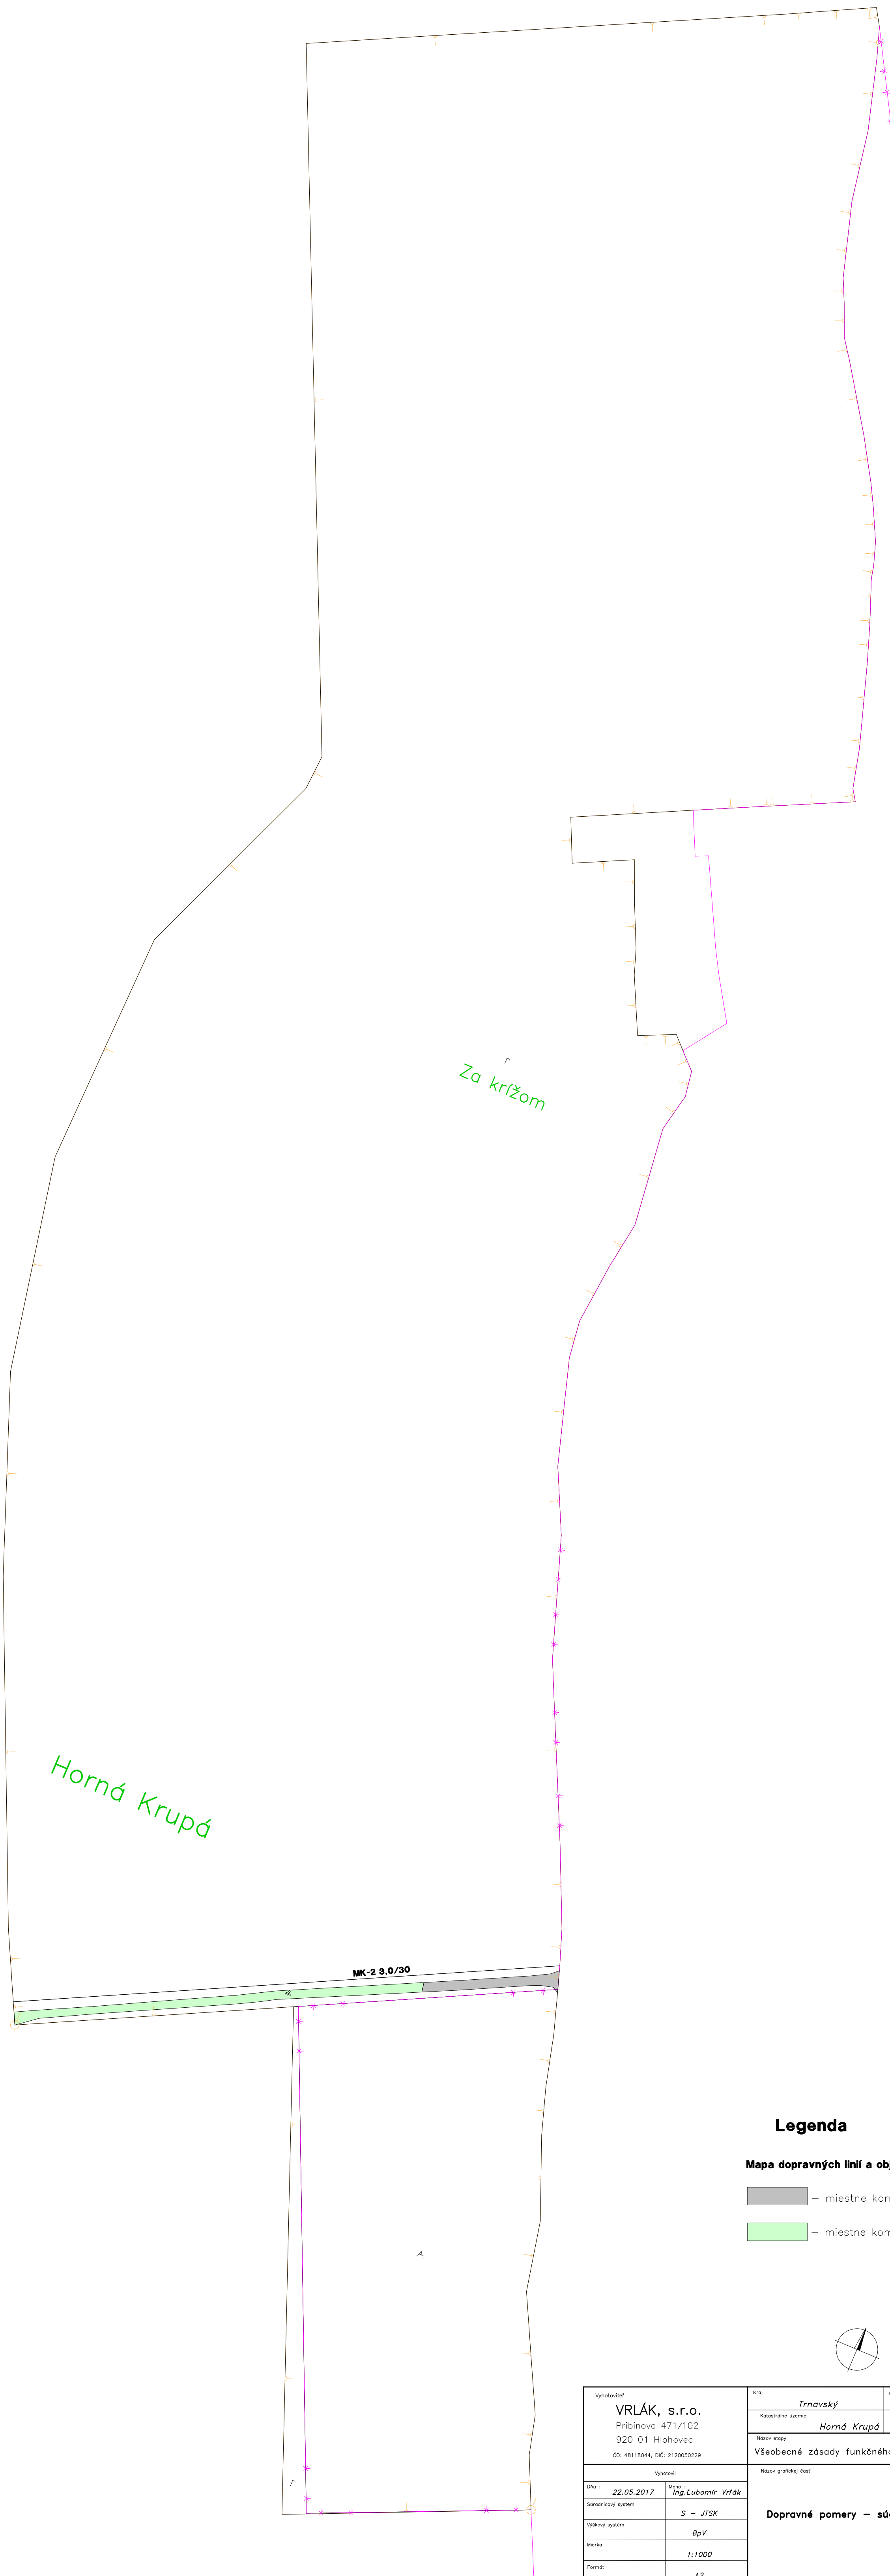 Za krížom
Horná Krupá
MK-2 3,0/30
Legenda
Mapa dopravných línií a obj
– miestne kom
– miestne kom
Vyhotoviteľ
VRLÁK, s.r.o.
Pribinova 471/102
920 01 Hlohovec
IČO: 48118044, DIČ: 2120050229
Vyhotovil
Dňa :
22.05.2017
Meno :
Ing.Ľubomír Vrľák
Súradnicový systém
S – JTSK
Výškový systém
BpV
Mierka
1:1000
Formát
Kraj
Trnavský
Katastrálne územie
Horná Krupá
Názov etapy
Všeobecné zásady funkčného
Názov grafickej časti
Dopravné pomery – súč